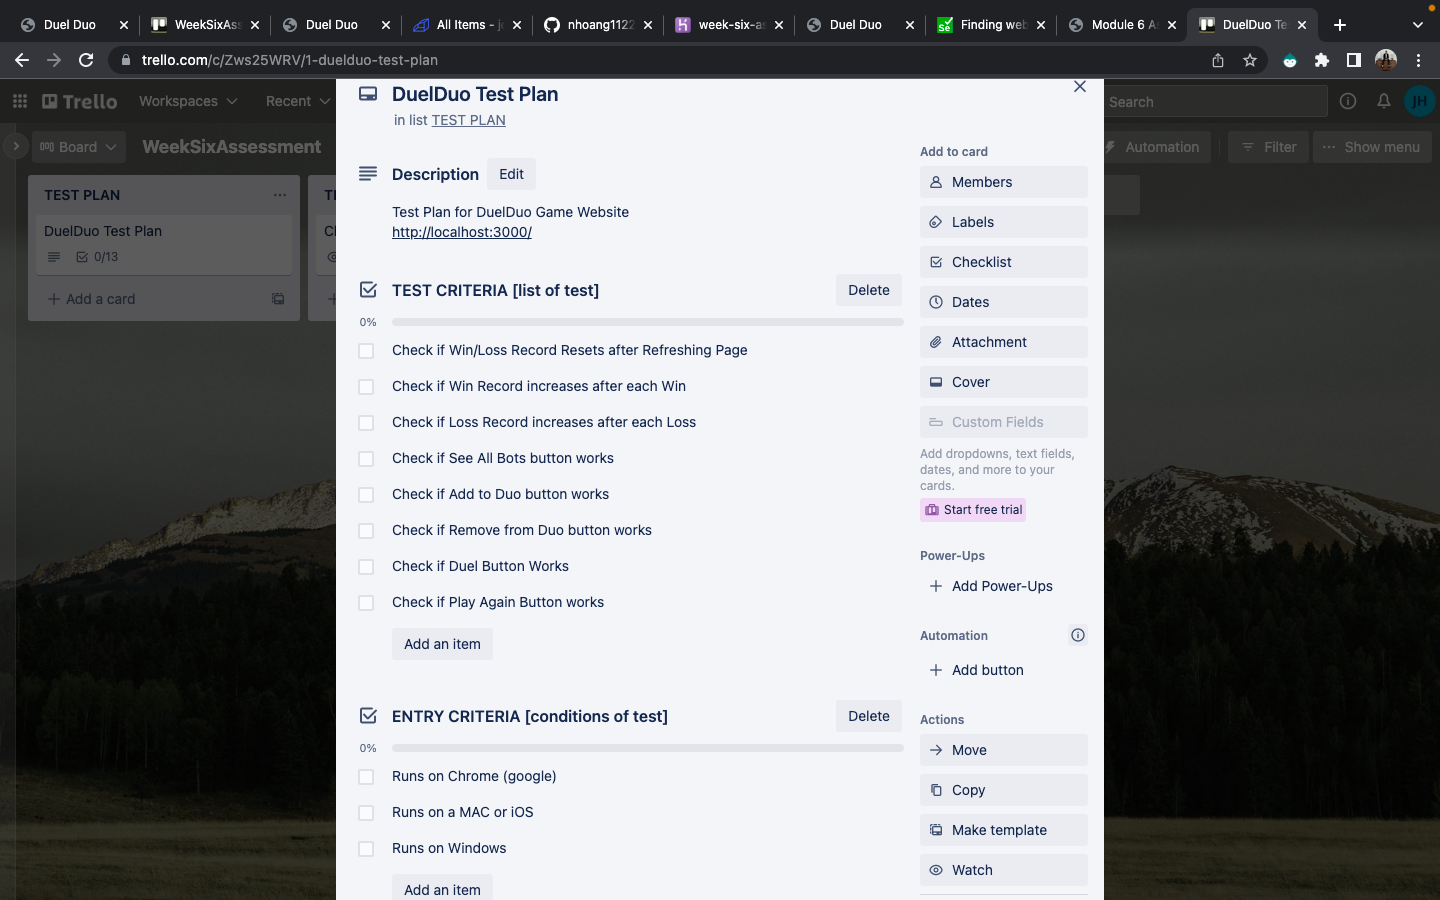 Duel Duo
WeekSixAss
Duel Duo
All Items - j
nhoang1122
week-six-as
Duel Duo
Finding web
Module 6 A
DuelDuo Te
trello.com/c/Zws25WRV/1-duelduo-test-plan
Trello
Workspaces
Recent
Search
JH
Board
WeekSixAssessment
Automation
Filter
Show menu
TEST PLAN
DuelDuo Test Plan
0/13
Add a card
DuelDuo Test Plan
in list TEST PLAN
Description
Edit
Test Plan for DuelDuo Game Website
http://localhost:3000/
TEST CRITERIA [list of test]
Delete
0%
Check if Win/Loss Record Resets after Refreshing Page
Check if Win Record increases after each Win
Check if Loss Record increases after each Loss
Check if See All Bots button works
Check if Add to Duo button works
Check if Remove from Duo button works
Check if Duel Button Works
Check if Play Again Button works
Add an item
ENTRY CRITERIA [conditions of test]
Delete
0%
Runs on Chrome (google)
Runs on a MAC or iOS
Runs on Windows
Add an item
Add to card
Members
Labels
Checklist
Dates
Attachment
Cover
Custom Fields
Add dropdowns, text fields,
dates, and more to your
cards.
Start free trial
Power-Ups
Add Power-Ups
Automation
Add button
Actions
Move
Copy
Make template
Watch